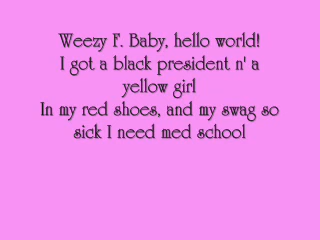 Weezy F. Baby, hello world!
I got a black president n' a
yellow girl
In my red shoes, and my swag so
sick I need med school